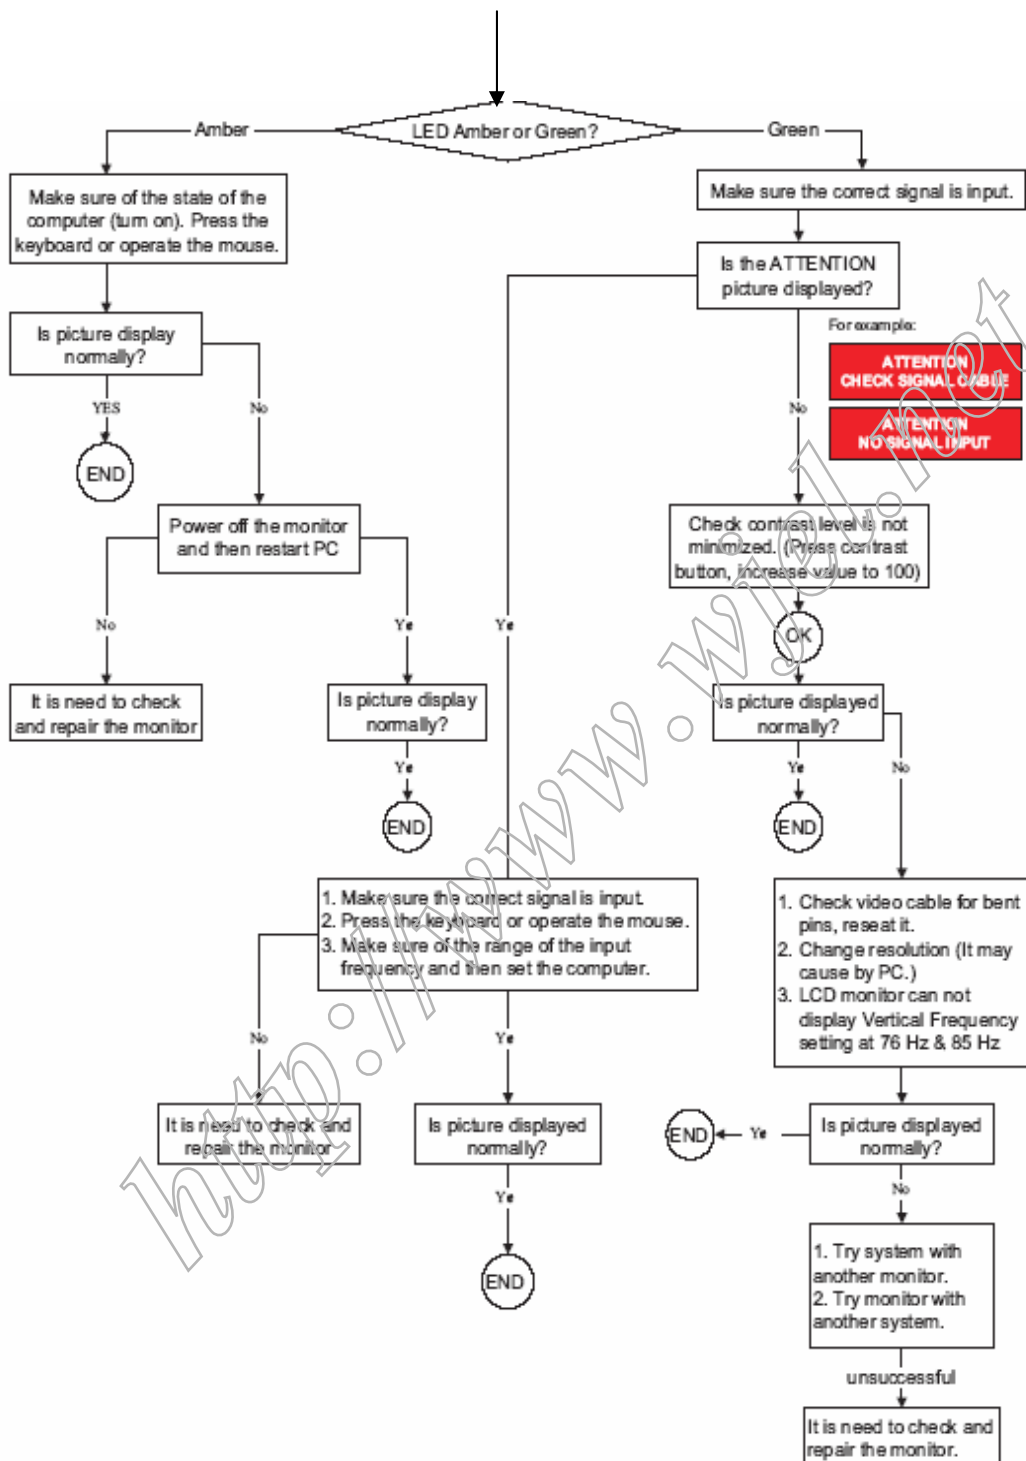 LED Amber or Green?
Amber
Green
Make sure of the state of the
computer (turn on). Press the
keyboard or operate the mouse.
Make sure the correct signal is input.
Is the ATTENTION
picture displayed?
Is picture display
normally?
For example:
ATTENTION
CHECK SIGNAL CABLE
ATTENTION
NO SIGNAL INPUT
YES
No
No
END
Power off the monitor
and then restart PC
Check contrast level is not
minimized. (Press contrast
button, increase value to 100)
No
Ye
Ye
OK
It is need to check
and repair the monitor
Is picture display
normally?
Is picture displayed
normally?
Ye
Ye
No
END
END
1. Make sure the correct signal is input.
2. Press the keyboard or operate the mouse.
3. Make sure of the range of the input
frequency and then set the computer.
1. Check video cable for bent
pins, reseat it.
2. Change resolution (It may
cause by PC.)
3. LCD monitor can not
display Vertical Frequency
setting at 76 Hz & 85 Hz
No
Ye
It is need to check and
repair the monitor
Is picture displayed
normally?
END
Ye
Is picture displayed
normally?
Ye
No
END
1. Try system with
another monitor.
2. Try monitor with
another system.
unsuccessful
It is need to check and
repair the monitor.
http://www.wjel.net